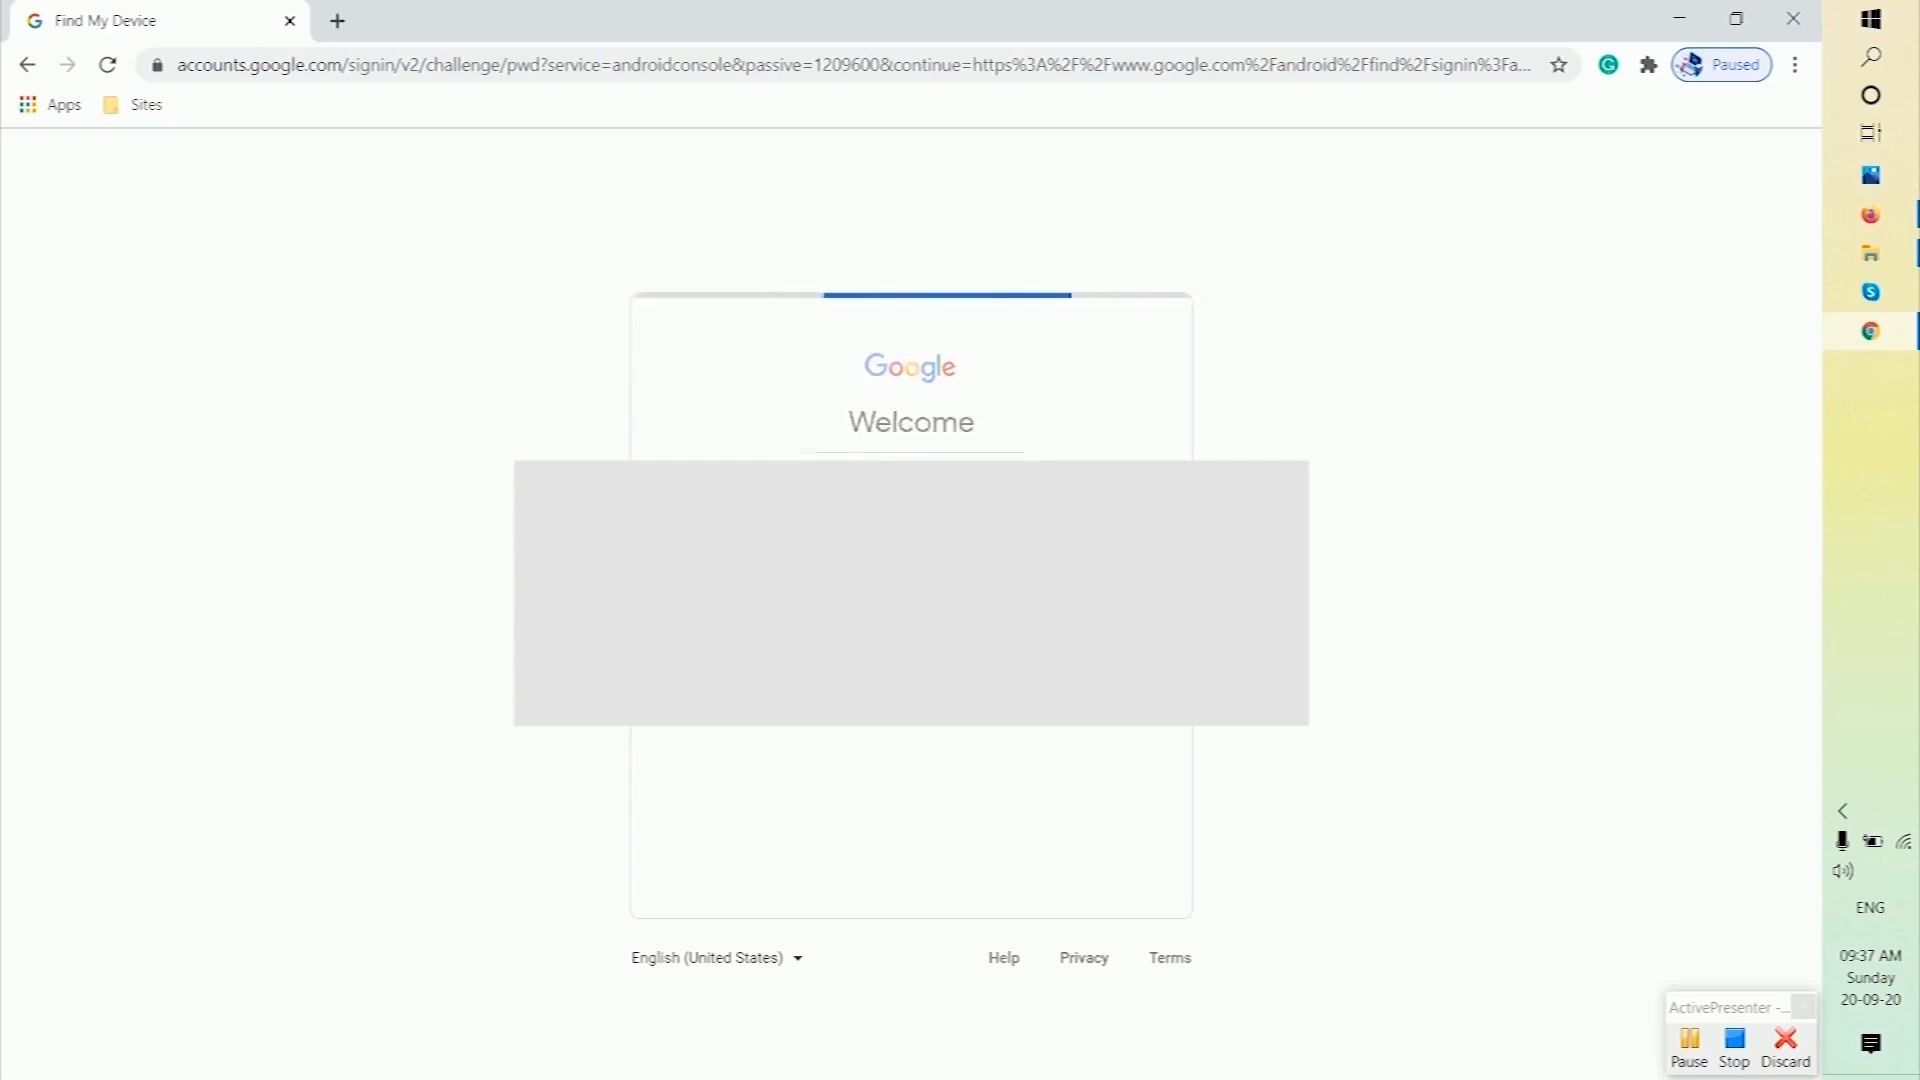 Find My Device
accounts.google.com/signin/v2/challenge/pwd?service=androidconsole&passive=1209600&continue=https%3A%2F%2Fwww.google.com%2Fandroid%2Ffind%2Fsignin%3Fa...
Paused
Apps
Sites
Google
Welcome
English (United States)
Help
Privacy
Terms
ENG
09:37 AM
Sunday
20-09-20
ActivePresenter -...
Pause
Stop
Discard